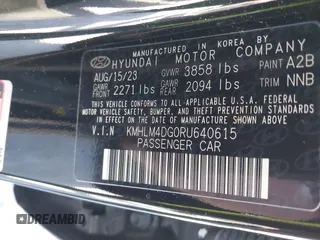 MANUFACTURED IN KOREA BY
HYUNDAI MOTOR COMPANY
AUG/15/23 GVWR 3858 lbs PAINT A2B
GAWR FRONT 2271 lbs GAWR REAR 2094 lbs TRIM NNB
THIS VEHICLE CONFORMS TO ALL APPLICABLE
U.S. FEDERAL MOTOR VEHICLE SAFETY,
BUMPER, AND THEFT PREVENTION STANDARDS
IN EFFECT ON THE DATE OF MANUFACTURE
SHOWN ABOVE.
V.I.N KMHLM4DG0RU640615
PASSENGER CAR
DREAMBID